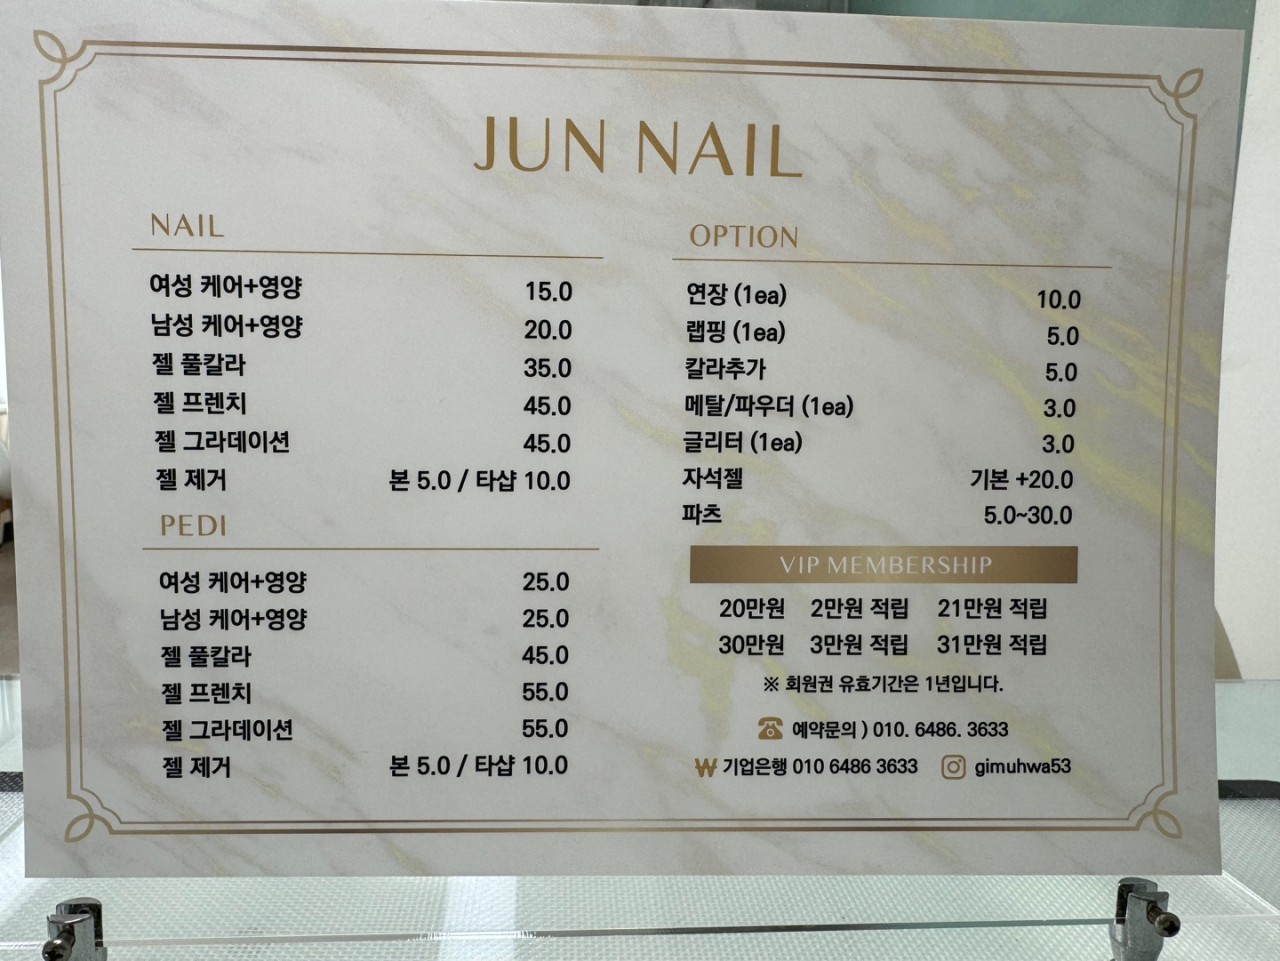 JUN NAIL
NAIL
여성 케어+영양 15.0
남성 케어+영양 20.0
젤 풀칼라 35.0
젤 프렌치 45.0
젤 그라데이션 45.0
젤 제거 본 5.0 / 타샵 10.0
PEDI
여성 케어+영양 25.0
남성 케어+영양 25.0
젤 풀칼라 45.0
젤 프렌치 55.0
젤 그라데이션 55.0
젤 제거 본 5.0 / 타샵 10.0
OPTION
연장 (1ea) 10.0
랩핑 (1ea) 5.0
칼라추가 5.0
메탈/파우더 (1ea) 3.0
글리터 (1ea) 3.0
자석젤 기본 +20.0
파츠 5.0~30.0
VIP MEMBERSHIP
20만원 2만원 적립 21만원 적립
30만원 3만원 적립 31만원 적립
※ 회원권 유효기간은 1년입니다.
예약문의 ) 010. 6486. 3633
₩ 기업은행 010 6486 3633 gimuhwa53